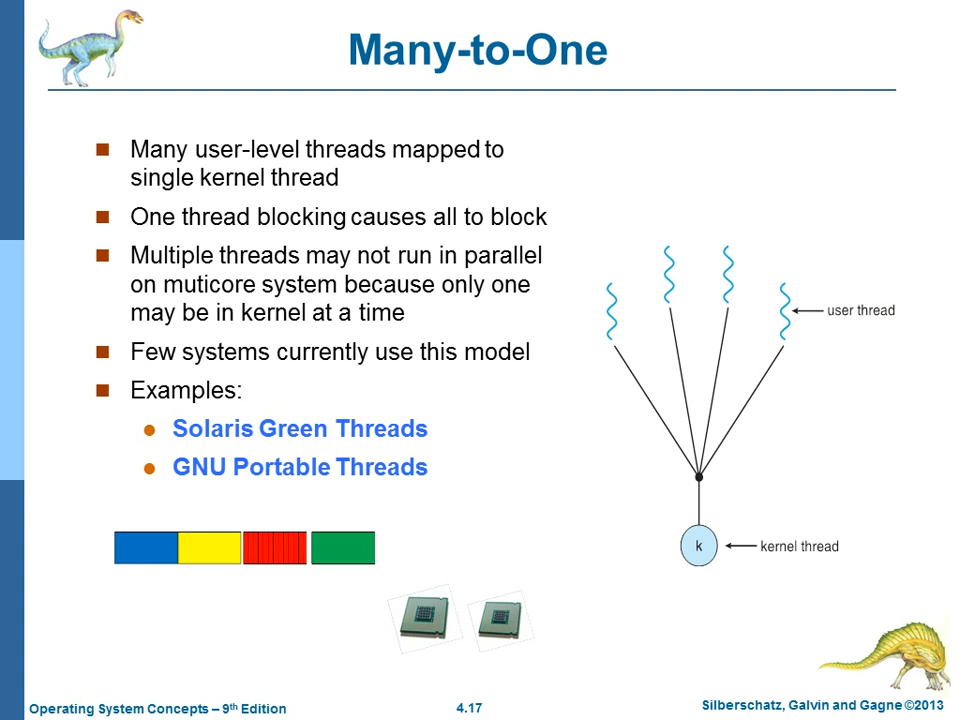 Many-to-One
Many user-level threads mapped to
single kernel thread
One thread blocking causes all to block
Multiple threads may not run in parallel
on muticore system because only one
may be in kernel at a time
Few systems currently use this model
Examples:
Solaris Green Threads
GNU Portable Threads
user thread
k
kernel thread
Operating System Concepts – 9th Edition
4.17
Silberschatz, Galvin and Gagne ©2013